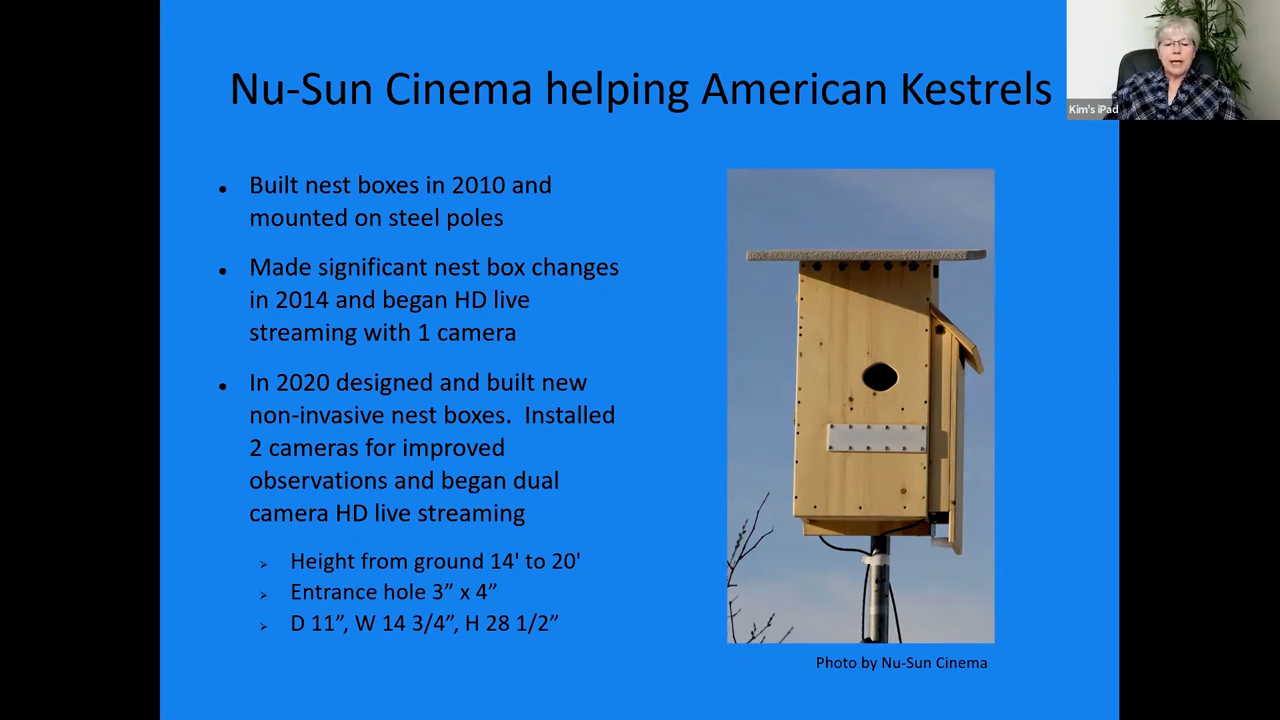 Nu-Sun Cinema helping American Kestrels
Kim's iPad
Built nest boxes in 2010 and
mounted on steel poles
Made significant nest box changes
in 2014 and began HD live
streaming with 1 camera
In 2020 designed and built new
non-invasive nest boxes.  Installed
2 cameras for improved
observations and began dual
camera HD live streaming
Height from ground 14' to 20'
Entrance hole 3” x 4”
D 11”, W 14 3/4”, H 28 1/2”
Photo by Nu-Sun Cinema